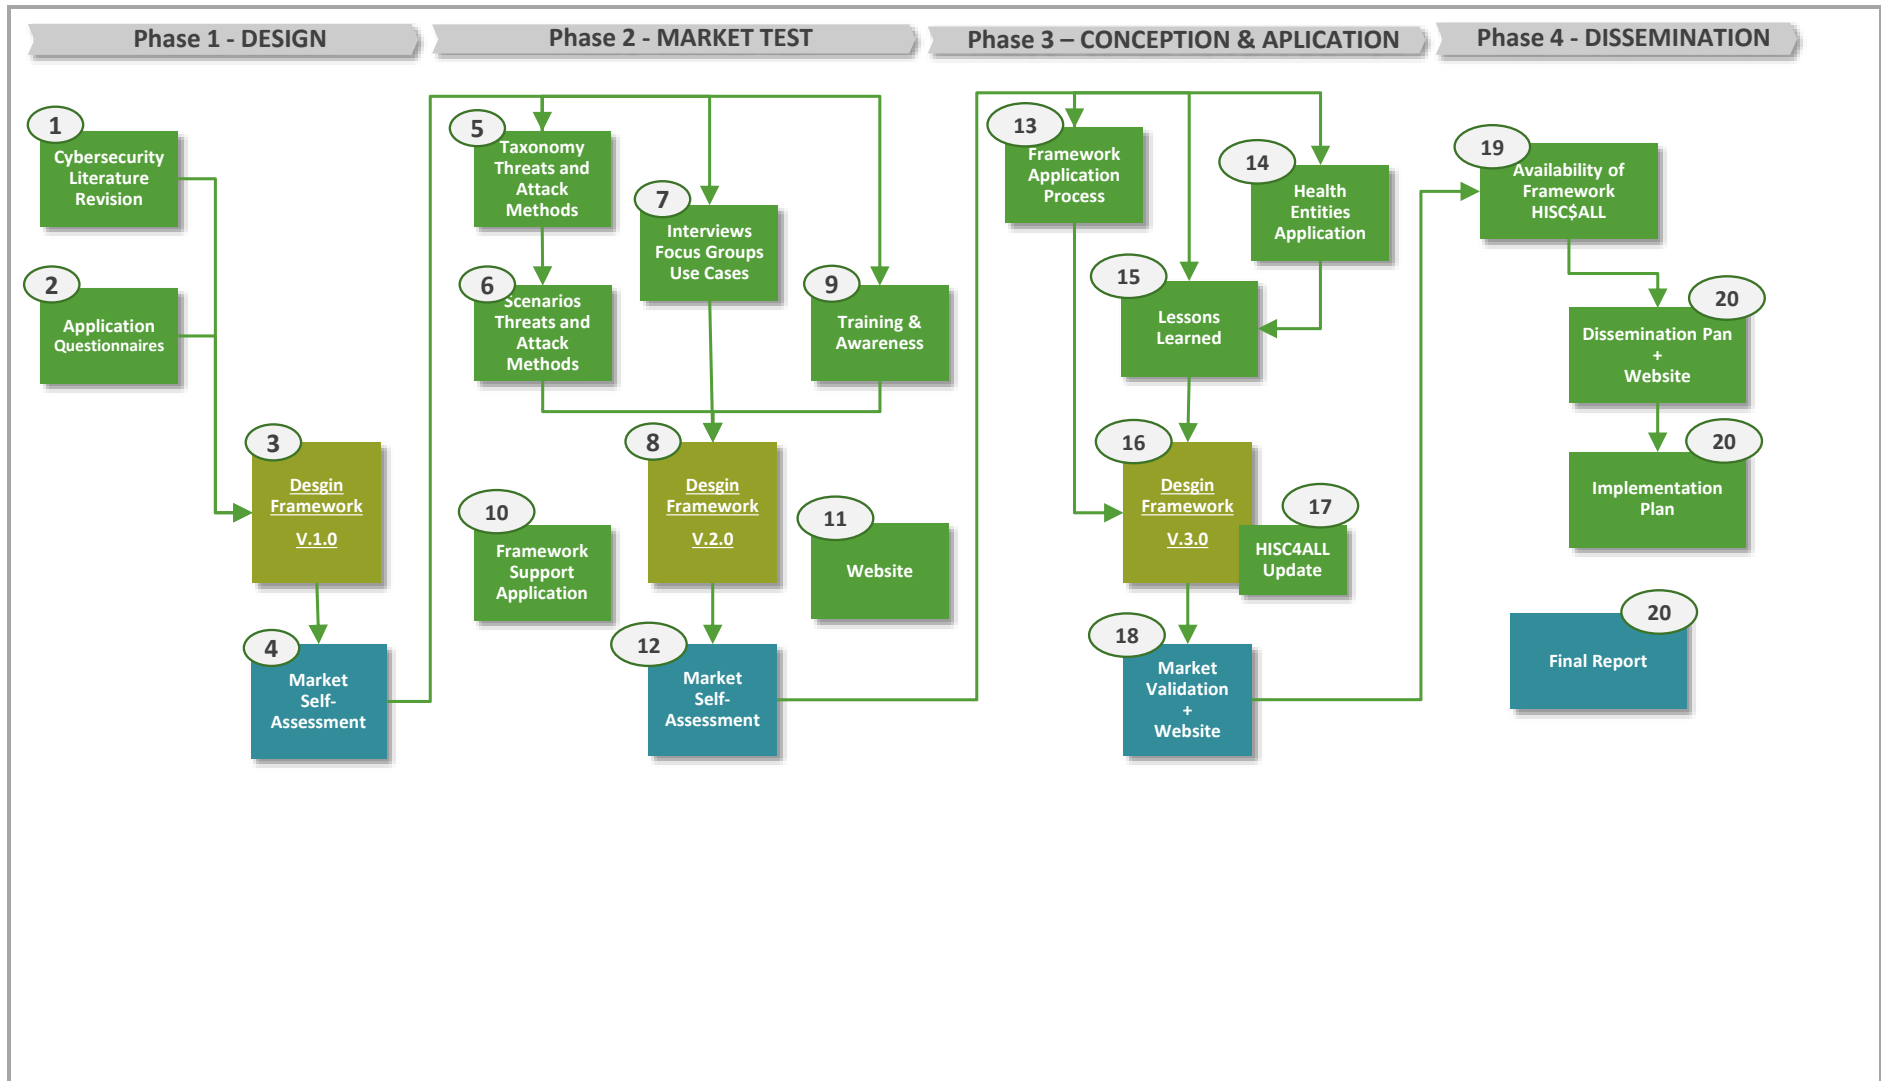 Phase 1 - DESIGN
Phase 2 - MARKET TEST
Phase 3 – CONCEPTION & APLICATION
Phase 4 - DISSEMINATION
1
Cybersecurity
Literature
Revision
2
Application
Questionnaires
3
Desgin
Framework
V.1.0
4
Market
Self-
Assessment
5
Taxonomy
Threats and
Attack
Methods
6
Scenarios
Threats and
Attack
Methods
7
Interviews
Focus Groups
Use Cases
9
Training &
Awareness
8
Desgin
Framework
V.2.0
10
Framework
Support
Application
11
Website
12
Market
Self-
Assessment
13
Framework
Application
Process
14
Health
Entities
Application
15
Lessons
Learned
16
Desgin
Framework
V.3.0
17
HISC4ALL
Update
18
Market
Validation
+
Website
19
Availability of
Framework
HISC$ALL
20
Dissemination Pan
+
Website
20
Implementation
Plan
20
Final Report